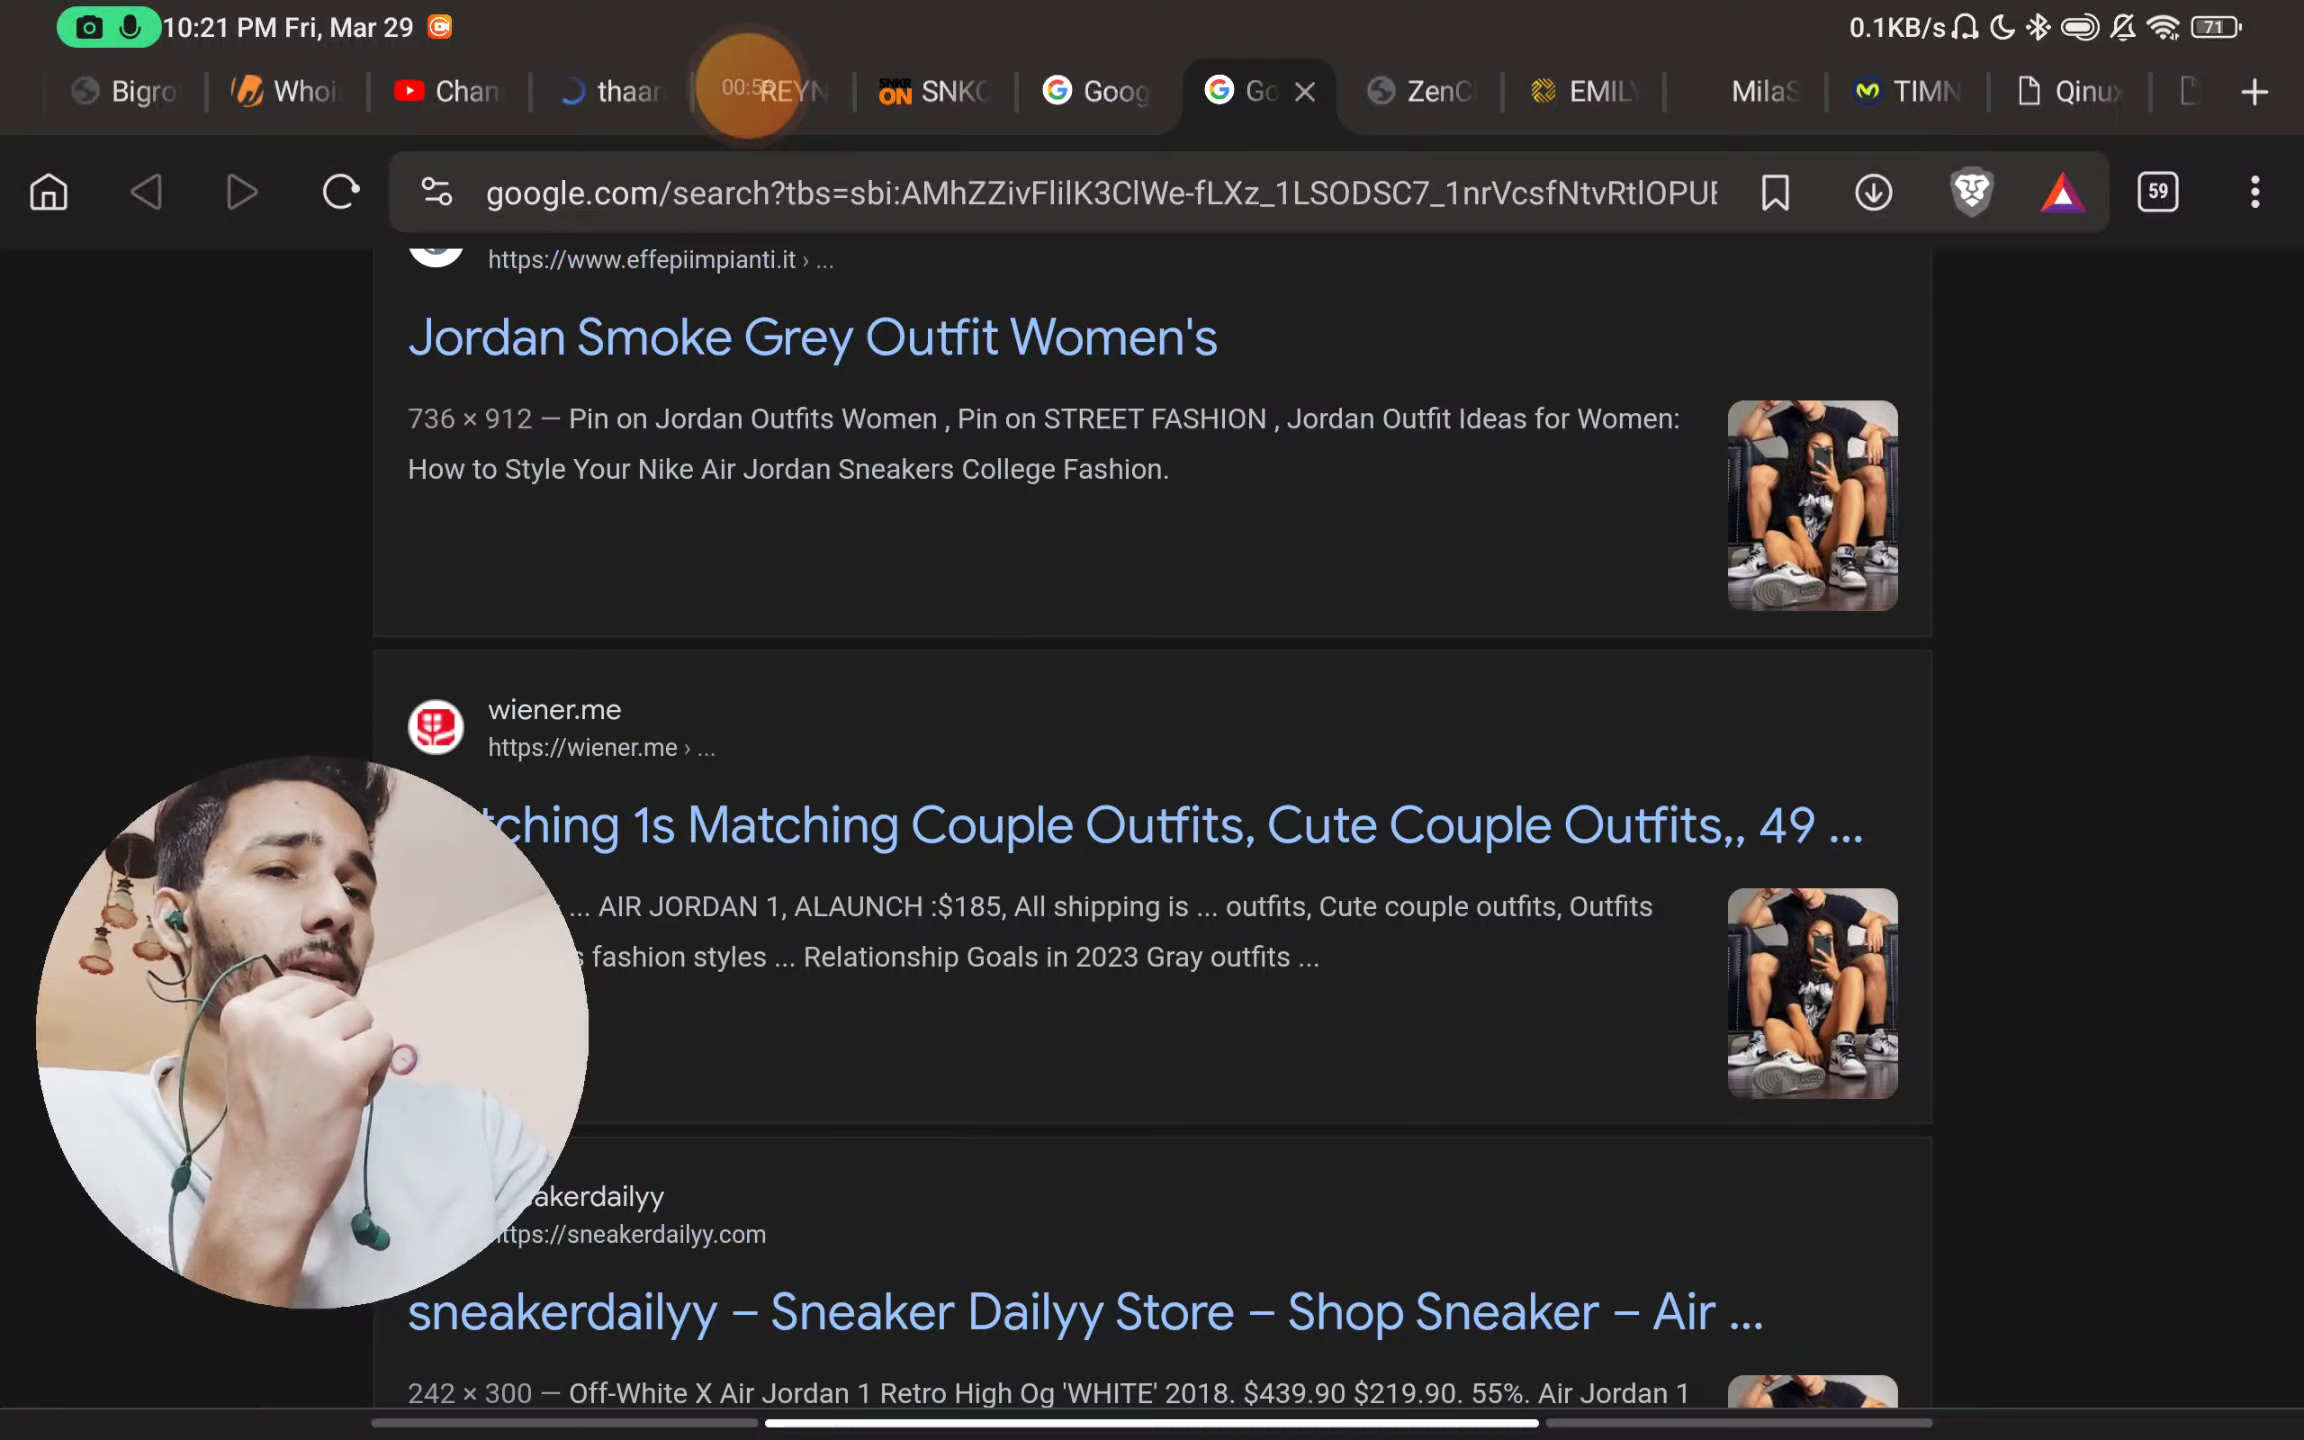 10:21 PM Fri, Mar 29
0.1KB/s
71
Bigro
Whoi
Chan
thaar
00:5
REYN
SNKR
ON
SNKC
Goog
Go
ZenC
EMIL
MilaS
TIMN
Qinux
google.com/search?tbs=sbi:AMhZZivFlilK3ClWe-fLXz_1LSODSC7_1nrVcsfNtvRtlOPUE
59
https://www.effepiimpianti.it › ...
Jordan Smoke Grey Outfit Women's
736 × 912 — Pin on Jordan Outfits Women , Pin on STREET FASHION , Jordan Outfit Ideas for Women:
How to Style Your Nike Air Jordan Sneakers College Fashion.
wiener.me
https://wiener.me › ...
tching 1s Matching Couple Outfits, Cute Couple Outfits,, 49 ...
... AIR JORDAN 1, ALAUNCH :$185, All shipping is ... outfits, Cute couple outfits, Outfits
s fashion styles ... Relationship Goals in 2023 Gray outfits ...
akerdailyy
ttps://sneakerdailyy.com
sneakerdailyy – Sneaker Dailyy Store – Shop Sneaker – Air ...
242 × 300 — Off-White X Air Jordan 1 Retro High Og 'WHITE' 2018. $439.90 $219.90. 55%. Air Jordan 1